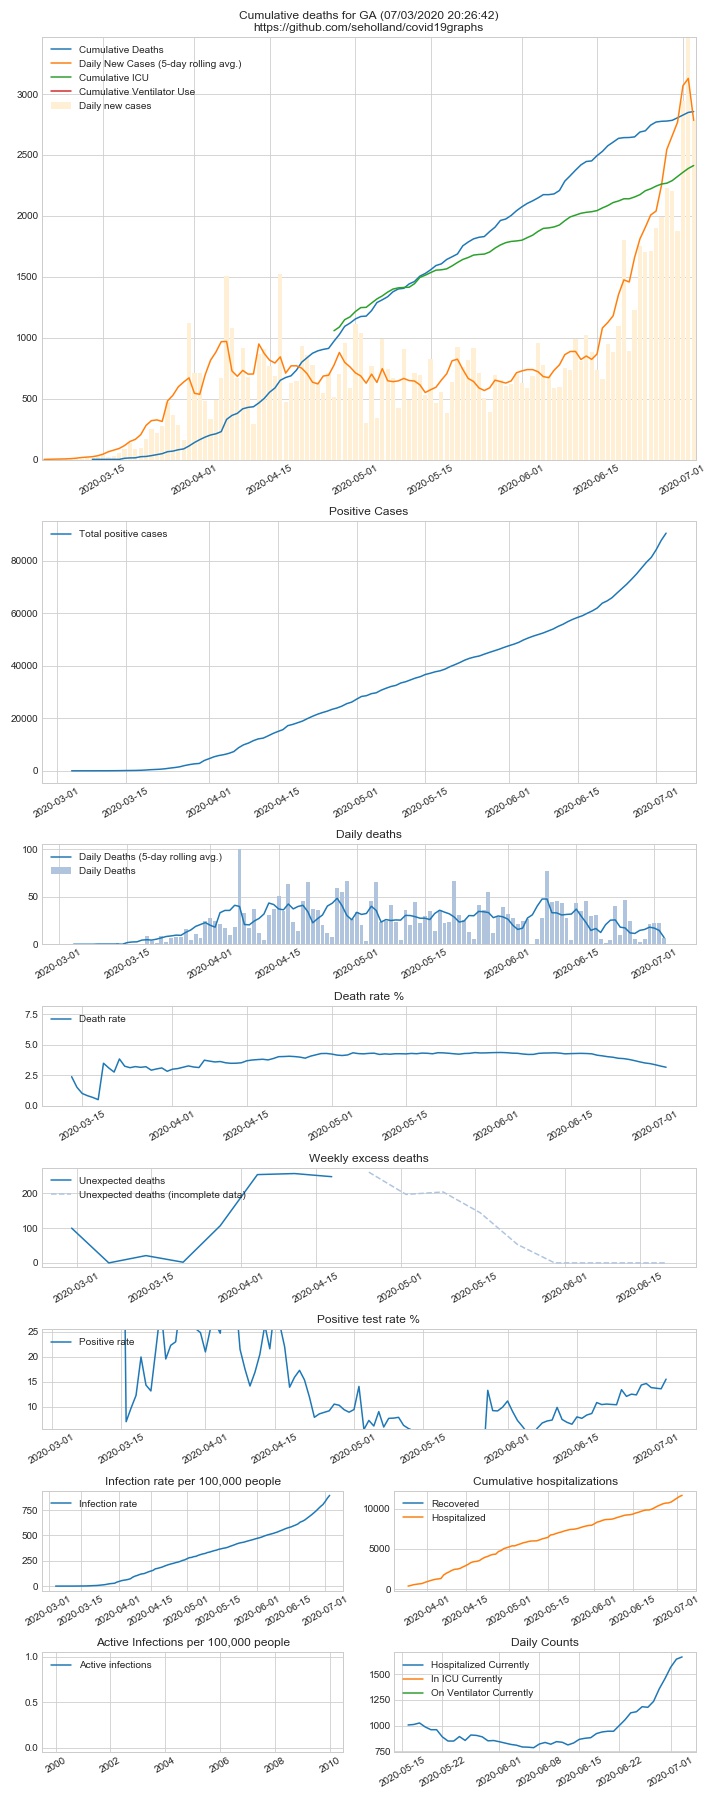 Cumulative deaths for GA (07/03/2020 20:26:42)
https://github.com/seholland/covid19graphs
Cumulative Deaths
Daily New Cases (5-day rolling avg.)
Cumulative ICU
Cumulative Ventilator Use
Daily new cases
3000
2500
2000
1500
1000
500
0
2020-03-15 2020-04-01 2020-04-15 2020-05-01 2020-05-15 2020-06-01 2020-06-15 2020-07-01
Positive Cases
Total positive cases
80000
60000
40000
20000
0
2020-03-01 2020-03-15 2020-04-01 2020-04-15 2020-05-01 2020-05-15 2020-06-01 2020-06-15 2020-07-01
Daily deaths
Daily Deaths (5-day rolling avg.)
Daily Deaths
100
50
0
2020-03-01 2020-03-15 2020-04-01 2020-04-15 2020-05-01 2020-05-15 2020-06-01 2020-06-15 2020-07-01
Death rate %
Death rate
7.5
5.0
2.5
0.0
2020-03-15 2020-04-01 2020-04-15 2020-05-01 2020-05-15 2020-06-01 2020-06-15 2020-07-01
Weekly excess deaths
Unexpected deaths
Unexpected deaths (incomplete data)
200
100
0
2020-03-01 2020-03-15 2020-04-01 2020-04-15 2020-05-01 2020-05-15 2020-06-01 2020-06-15
Positive test rate %
Positive rate
25
20
15
10
2020-03-01 2020-03-15 2020-04-01 2020-04-15 2020-05-01 2020-05-15 2020-06-01 2020-06-15 2020-07-01
Infection rate per 100,000 people
Infection rate
750
500
250
0
2020-03-01 2020-03-15 2020-04-01 2020-04-15 2020-05-01 2020-05-15 2020-06-01 2020-06-15 2020-07-01
Cumulative hospitalizations
Recovered
Hospitalized
10000
5000
0
2020-04-01 2020-04-15 2020-05-01 2020-05-15 2020-06-01 2020-06-15 2020-07-01
Active Infections per 100,000 people
Active infections
1.0
0.5
0.0
2000 2002 2004 2006 2008 2010
Daily Counts
Hospitalized Currently
In ICU Currently
On Ventilator Currently
1500
1250
1000
750
2020-05-15 2020-05-22 2020-06-01 2020-06-08 2020-06-15 2020-06-22 2020-07-01